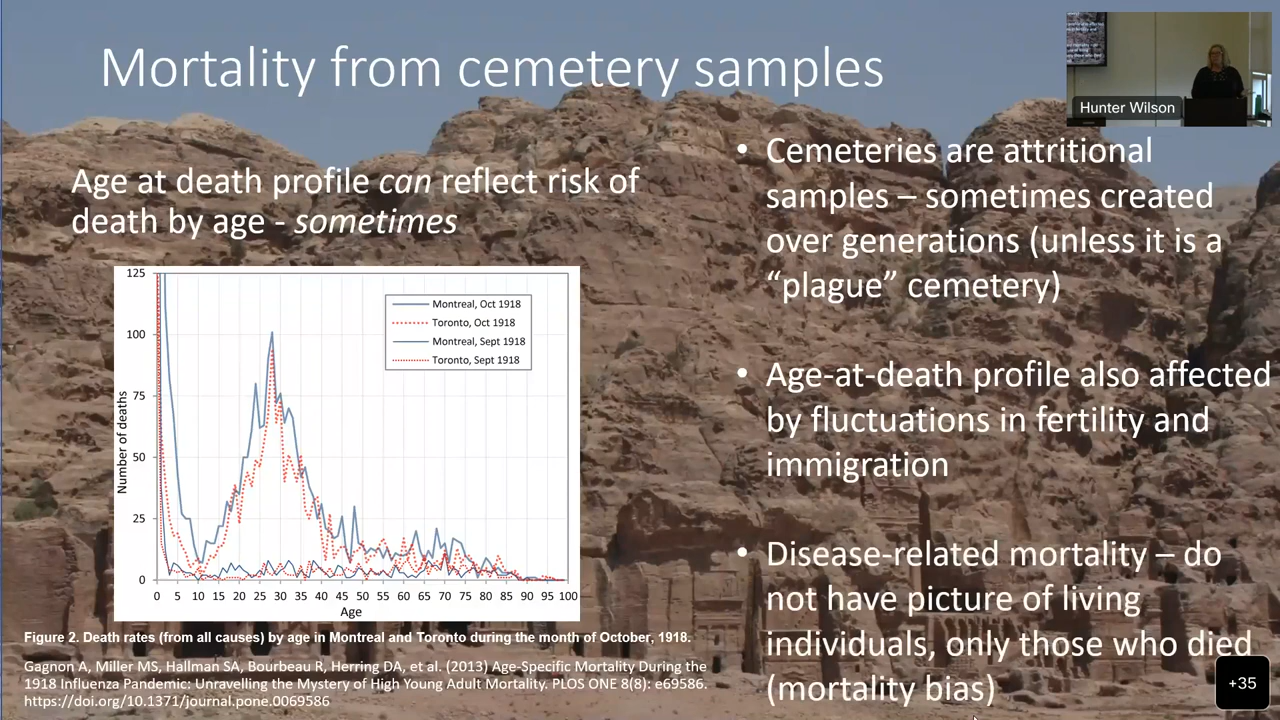 Mortality from cemetery samples
Hunter Wilson
Age at death profile can reflect risk of
death by age - sometimes
125
100
75
50
25
0
Number of deaths
Montreal, Oct 1918
Toronto, Oct 1918
Montreal, Sept 1918
Toronto, Sept 1918
0 5 10 15 20 25 30 35 40 45 50 55 60 65 70 75 80 85 90 95 100
Age
Figure 2. Death rates (from all causes) by age in Montreal and Toronto during the month of October, 1918.
Gagnon A, Miller MS, Hallman SA, Bourbeau R, Herring DA, et al. (2013) Age-Specific Mortality During the
1918 Influenza Pandemic: Unravelling the Mystery of High Young Adult Mortality. PLOS ONE 8(8): e69586.
https://doi.org/10.1371/journal.pone.0069586
• Cemeteries are attritional
samples – sometimes created
over generations (unless it is a
“plague” cemetery)
• Age-at-death profile also affected
by fluctuations in fertility and
immigration
• Disease-related mortality – do
not have picture of living
individuals, only those who died
(mortality bias)
+35